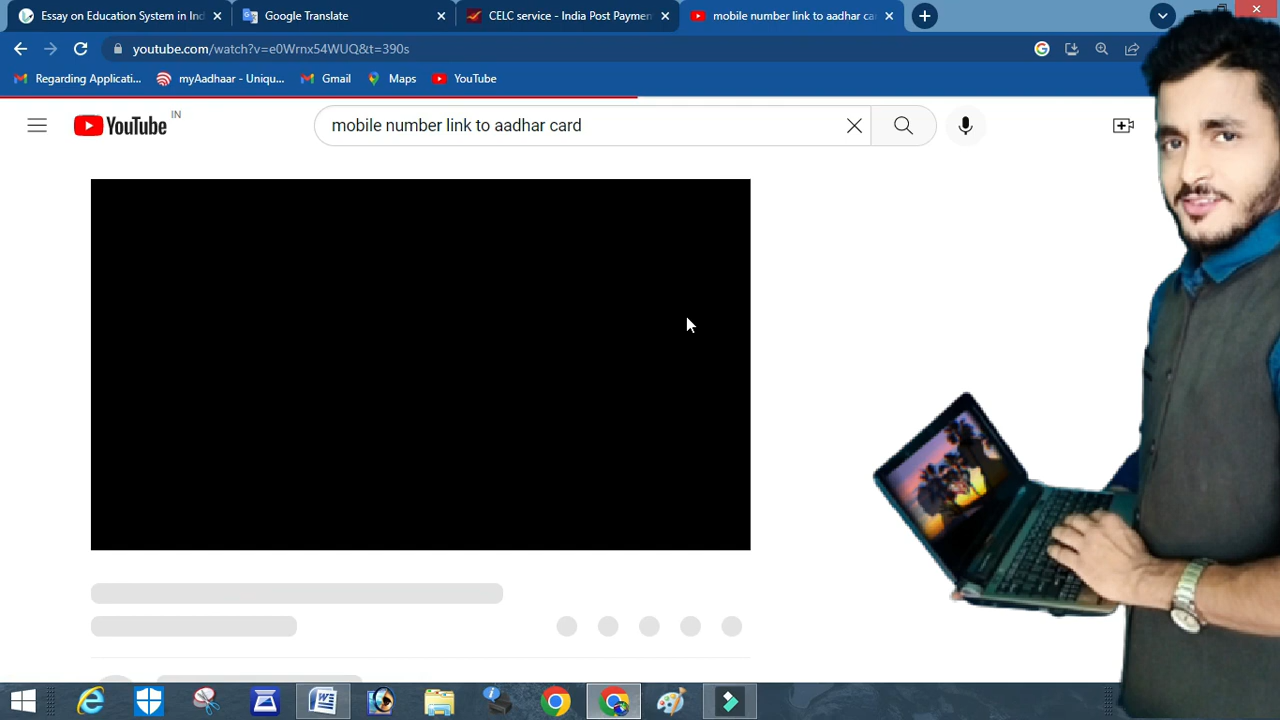 Essay on Education System in Ind
Google Translate
CELC service - India Post Paymen
mobile number link to aadhar ca
youtube.com/watch?v=e0Wrnx54WUQ&t=390s
Regarding Applicati...
myAadhaar - Uniqu...
Gmail
Maps
YouTube
YouTube IN
mobile number link to aadhar card